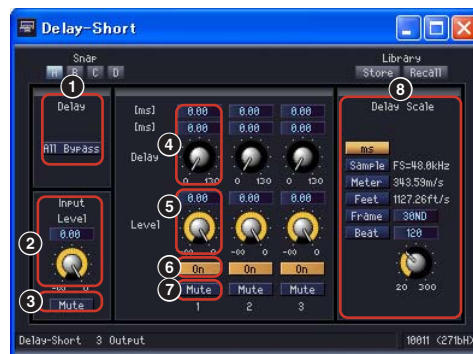 Delay-Short
Snap
A B C D
Library
Store Recall
1
8
Delay
All Bypass
[ms] 0.00 0.00 0.00
[ms] 0.00 0.00 0.00
Delay
4
0 130 0 130 0 130
Delay Scale
ms
Sample FS=48.0kHz
Meter 343.59m/s
Feet 1127.26ft/s
Frame 30ND
Beat 120
20 300
Input
Level
2
0.00
-∞ 0
3
Mute
5
0.00 0.00 0.00
Level
-∞ 0 -∞ 0 -∞ 0
6
On On On
7
Mute Mute Mute
1 2 3
Delay-Short 3 Output